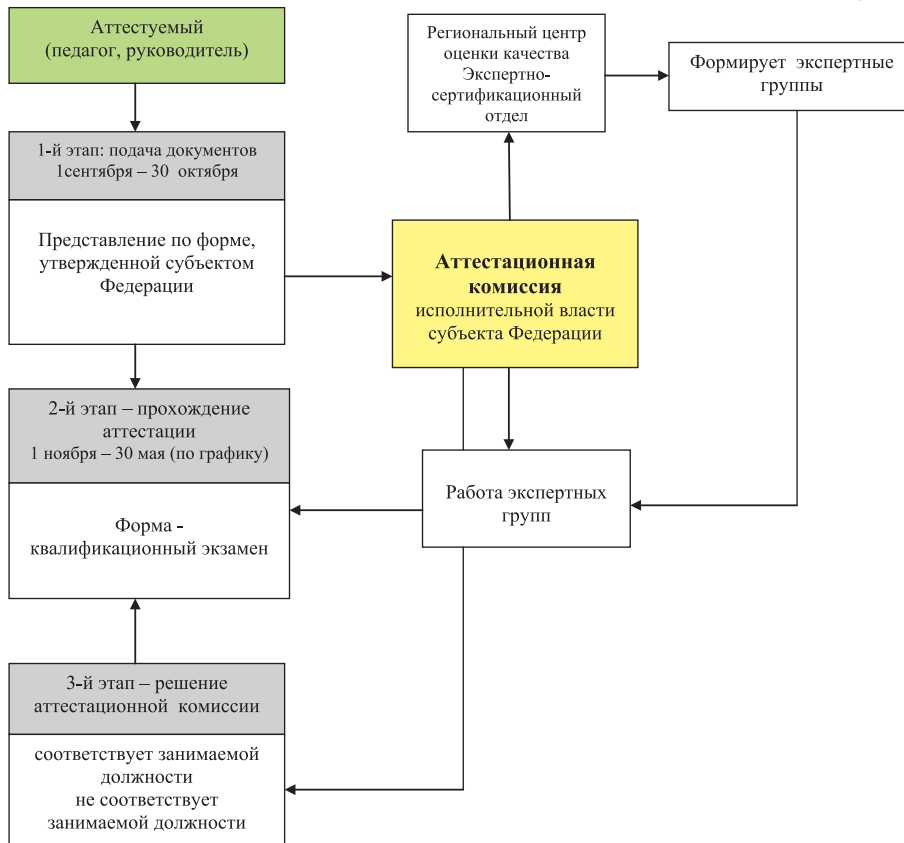 Аттестуемый
(педагог, руководитель)
Региональный центр
оценки качества
Экспертно-
сертификационный
отдел
Формирует экспертные
группы
1-й этап: подача документов
1сентября – 30 октября
Представление по форме,
утвержденной субъектом
Федерации
Аттестационная
комиссия
исполнительной власти
субъекта Федерации
2-й этап – прохождение
аттестации
1 ноября – 30 мая (по графику)
Форма -
квалификационный экзамен
Работа экспертных
групп
3-й этап – решение
аттестационной комиссии
соответствует занимаемой
должности
не соответствует
занимаемой должности